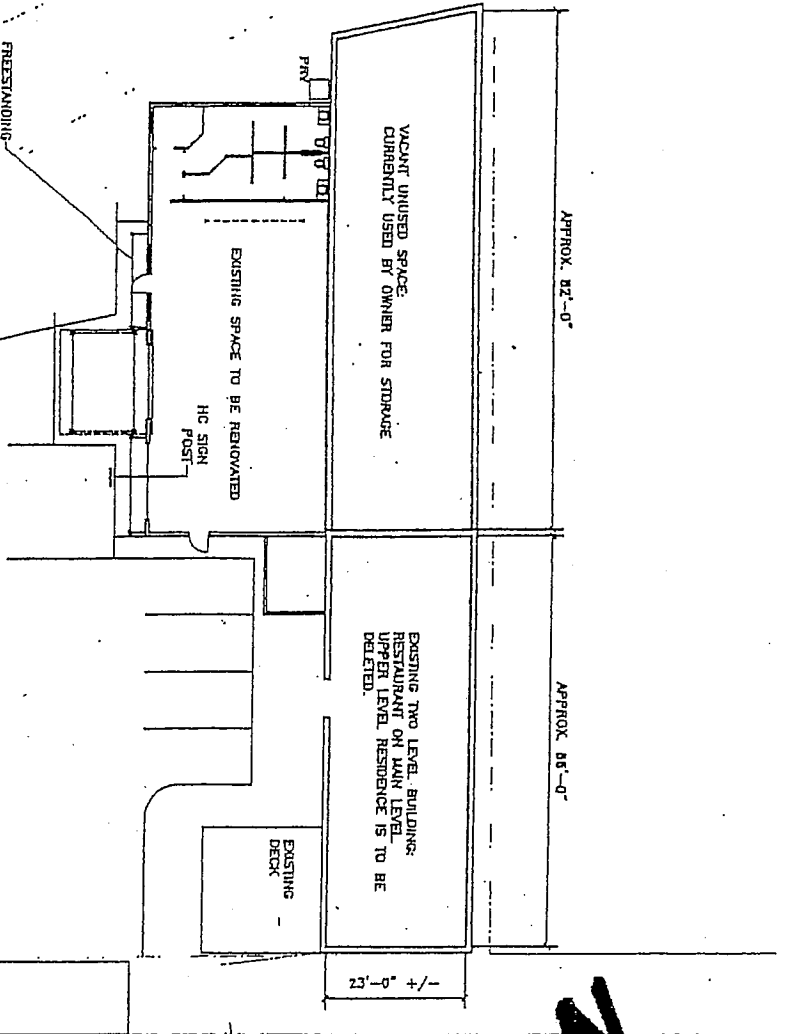 APPROX. 82'-0"
APPROX. 66'-0"
VACANT UNUSED SPACE:
CURRENTLY USED BY OWNER FOR STORAGE
EXISTING TWO LEVEL BUILDING:
RESTAURANT ON MAIN LEVEL
UPPER LEVEL RESIDENCE IS TO BE
DELETED.
EXISTING SPACE TO BE RENOVATED
HC SIGN
POST
EXISTING
DECK
23'-0" +/-
FREESTANDING